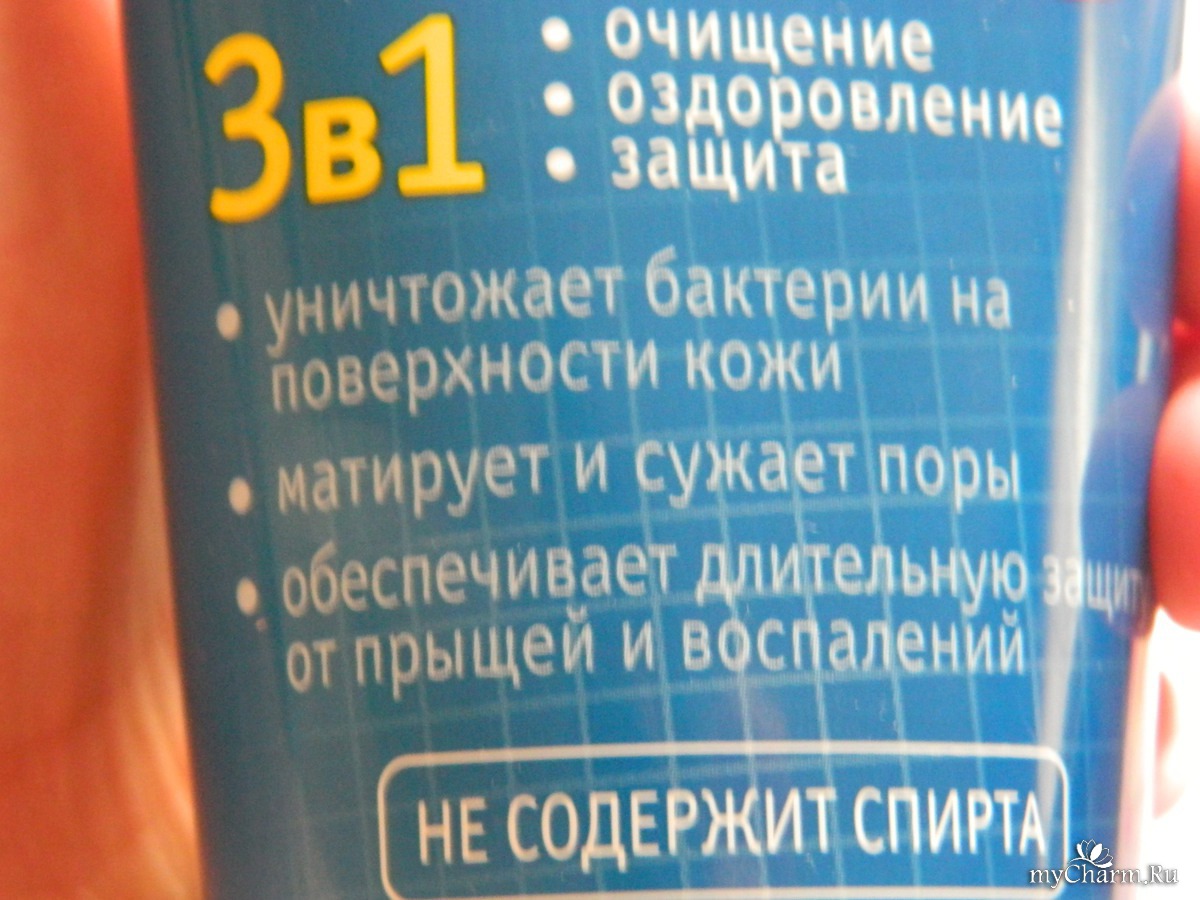 3в1
• очищение
• оздоровление
• защита
• уничтожает бактерии на
поверхности кожи
• матирует и сужает поры
• обеспечивает длительную
от прыщей и воспалений
НЕ СОДЕРЖИТ СПИРТА
myCharm.Ru